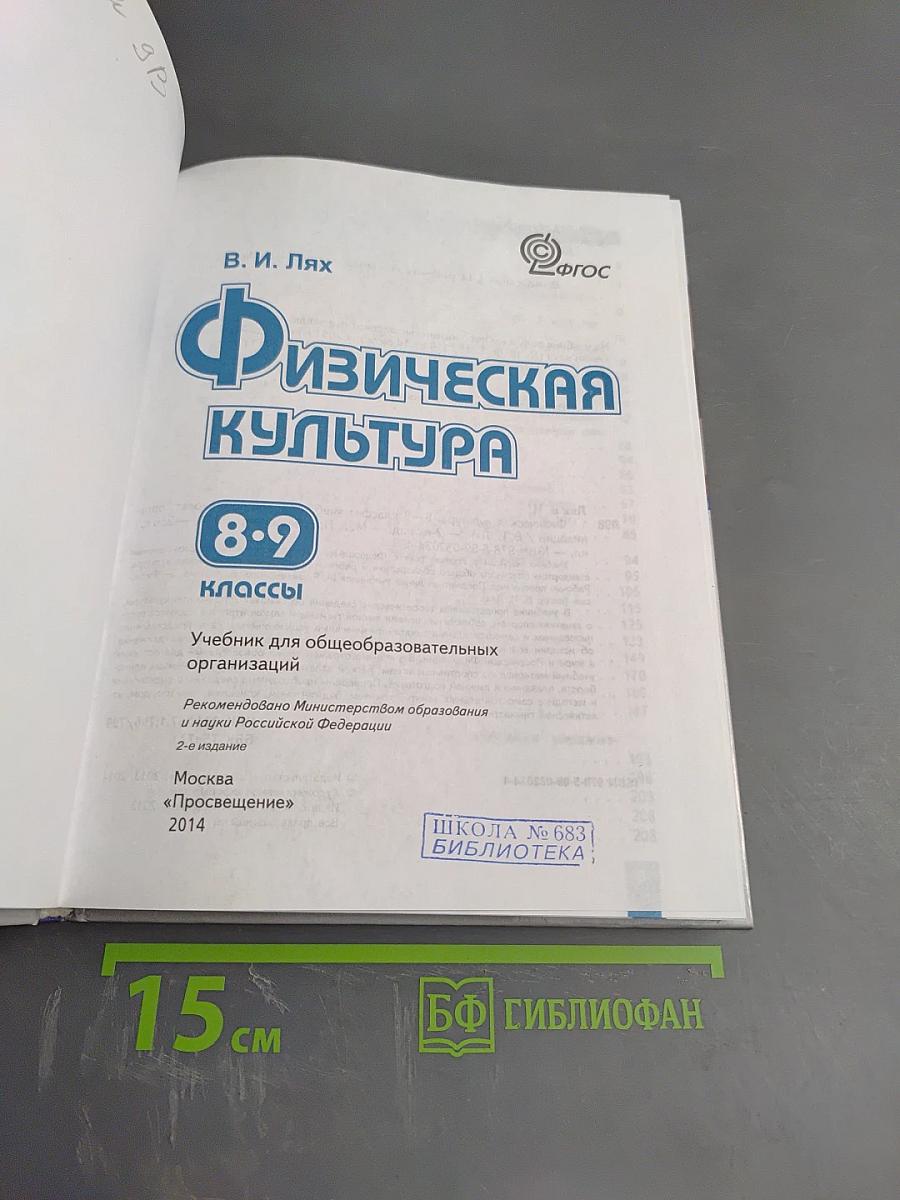 В. И. Лях
ФГОС
Физическая
культура
8•9
классы
Учебник для общеобразовательных
организаций
Рекомендовано Министерством образования
и науки Российской Федерации
2-е издание
Москва
«Просвещение»
2014
ШКОЛА № 683
БИБЛИОТЕКА
15 см
БФ БИБЛИОФАН